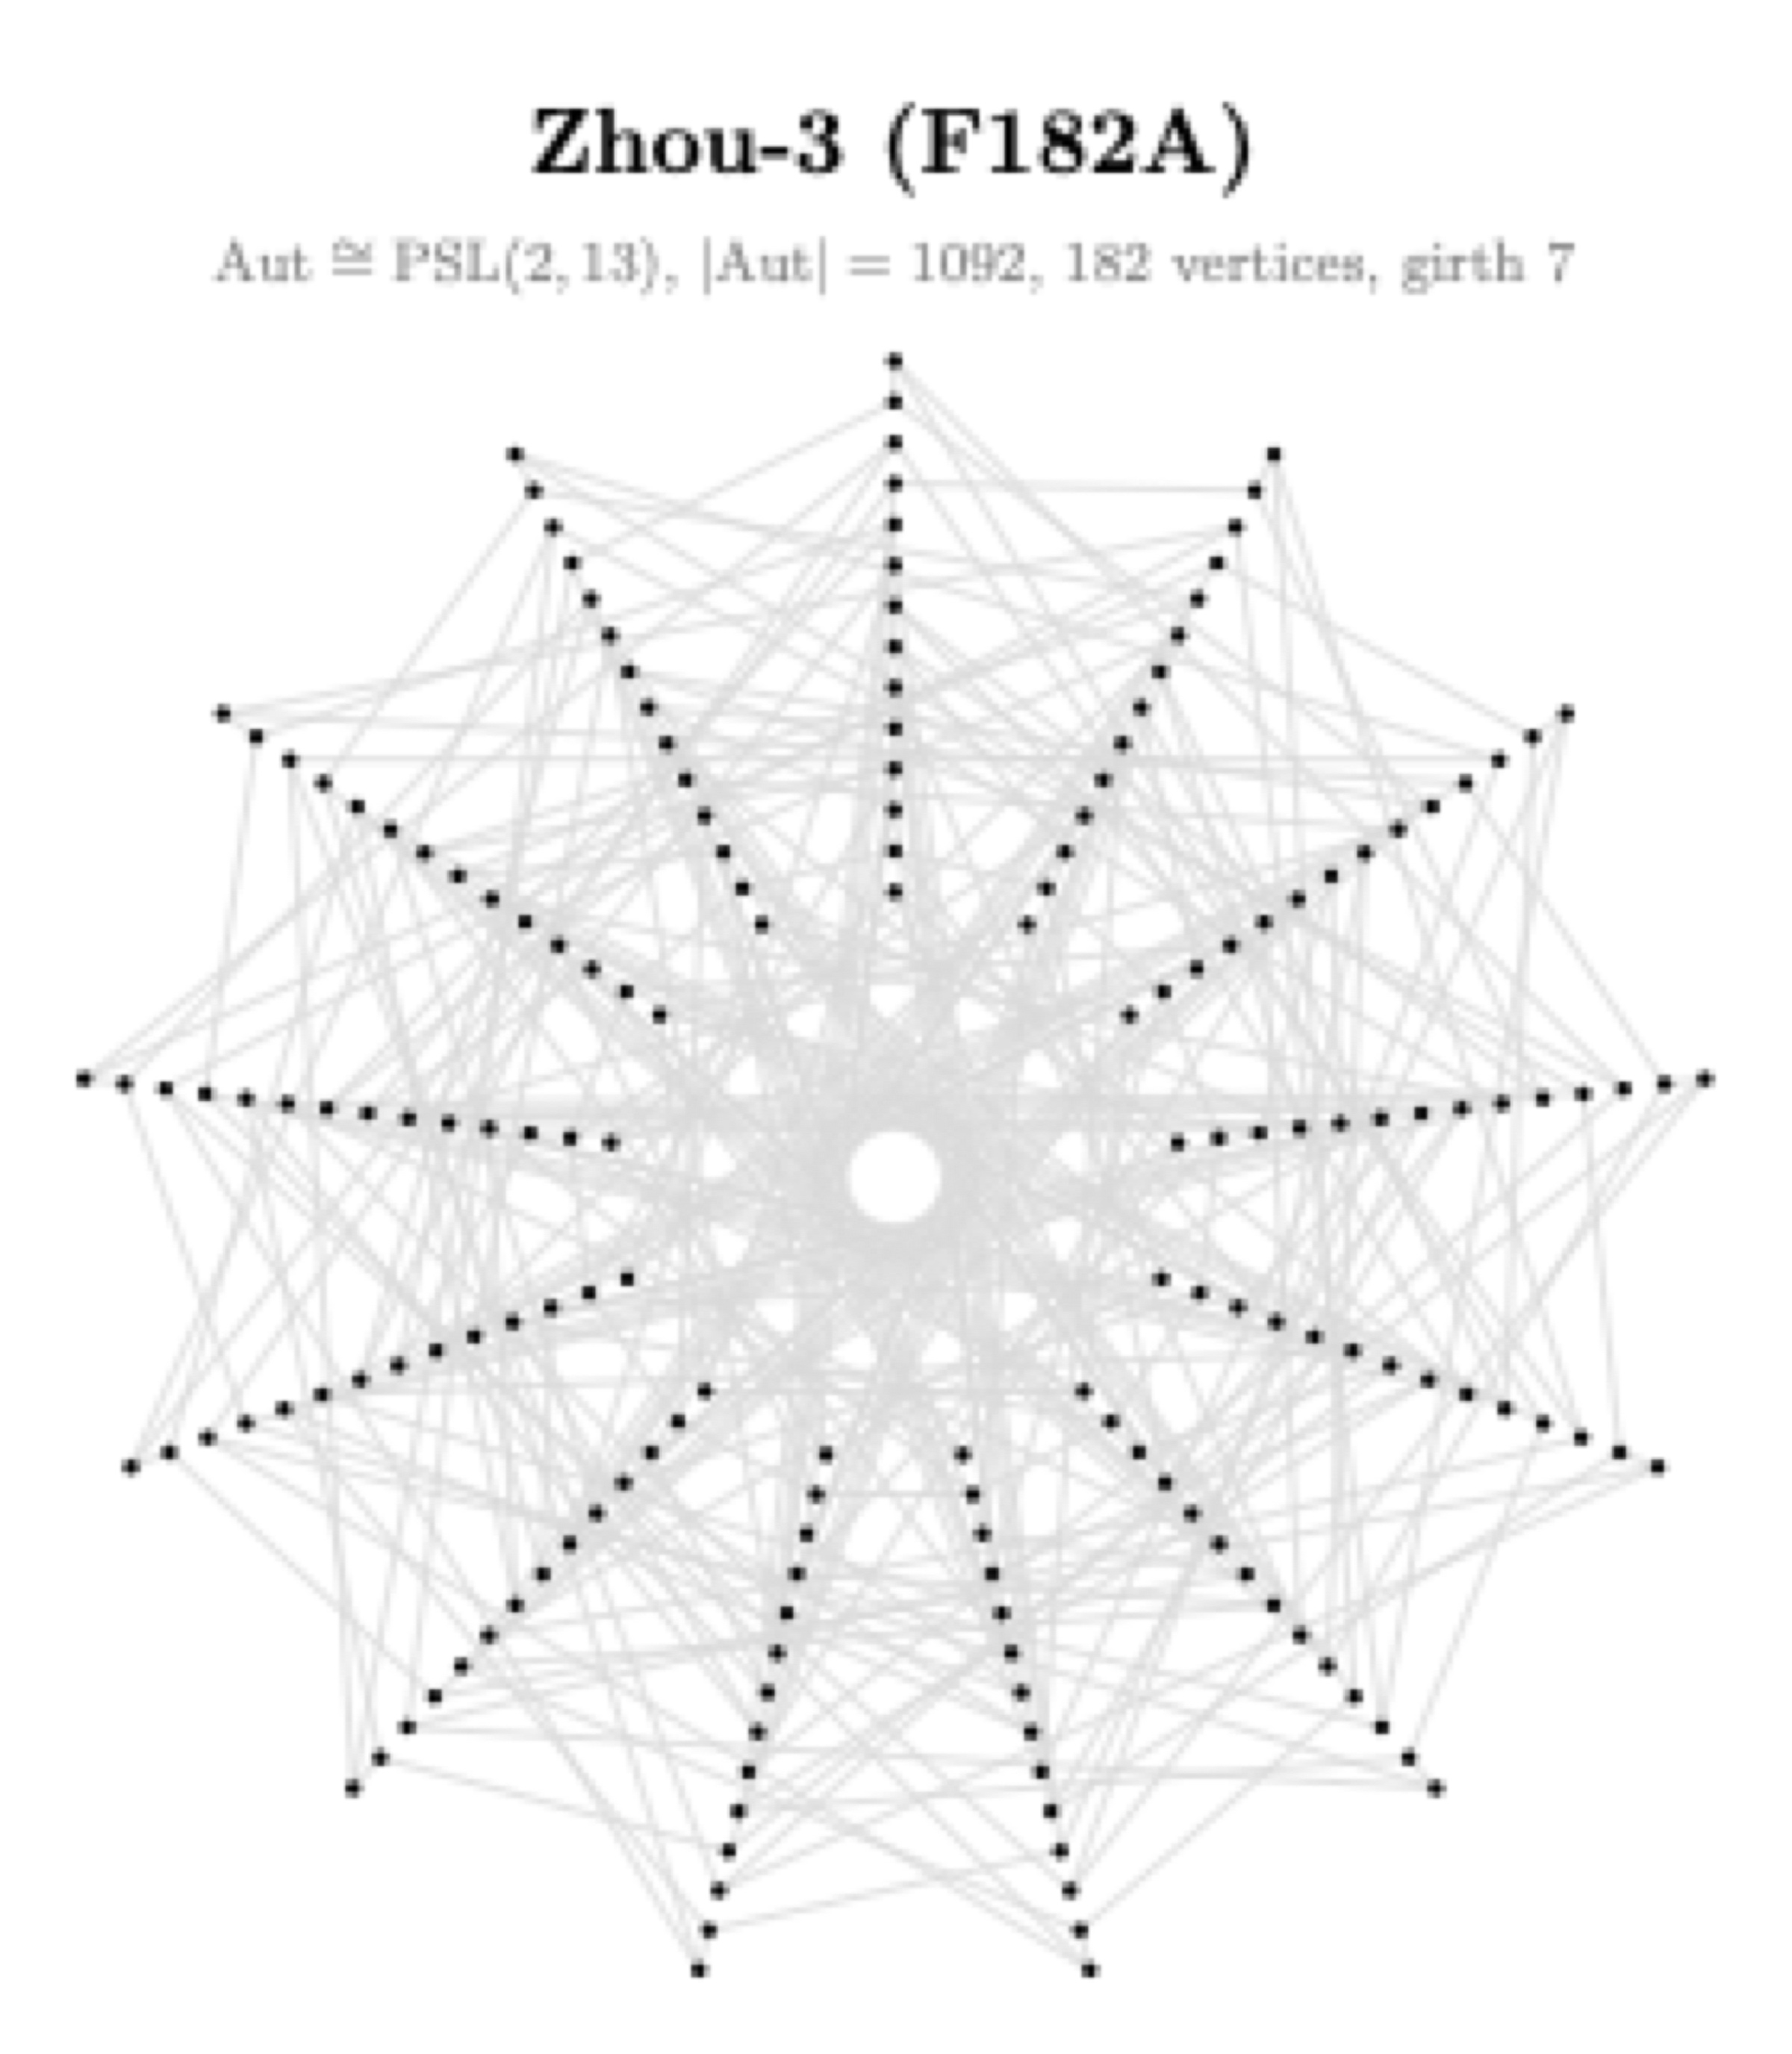 Zhou-3 (F182A)
Aut ≅ PSL(2, 13), |Aut| = 1092, 182 vertices, girth 7